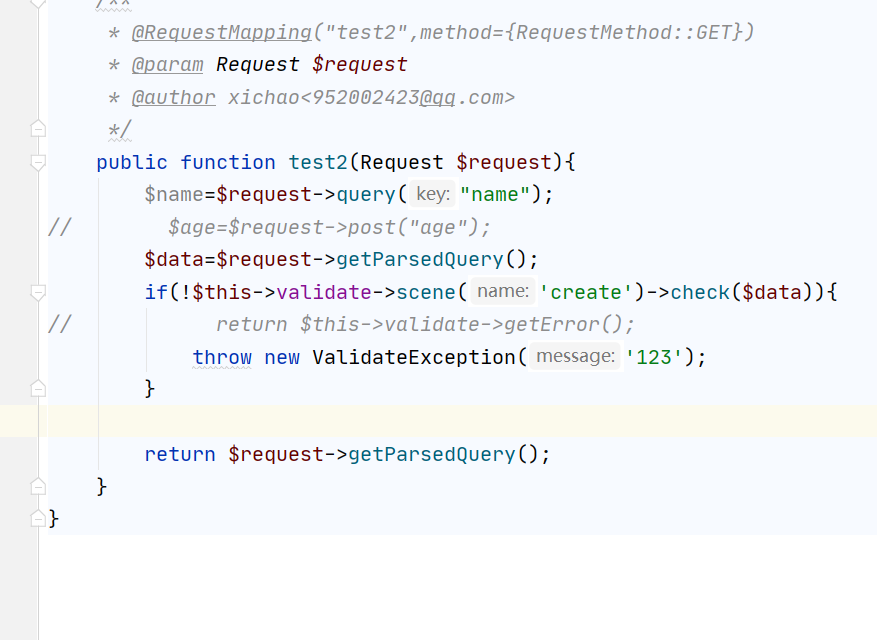 /**
* @RequestMapping("test2",method={RequestMethod::GET})
* @param Request $request
* @author xichao<952002423@qq.com>
*/
public function test2(Request $request){
$name=$request->query( key: "name");
// $age=$request->post("age");
$data=$request->getParsedQuery();
if(!$this->validate->scene( name: 'create')->check($data)){
// return $this->validate->getError();
throw new ValidateException( message: '123');
}
return $request->getParsedQuery();
}
}